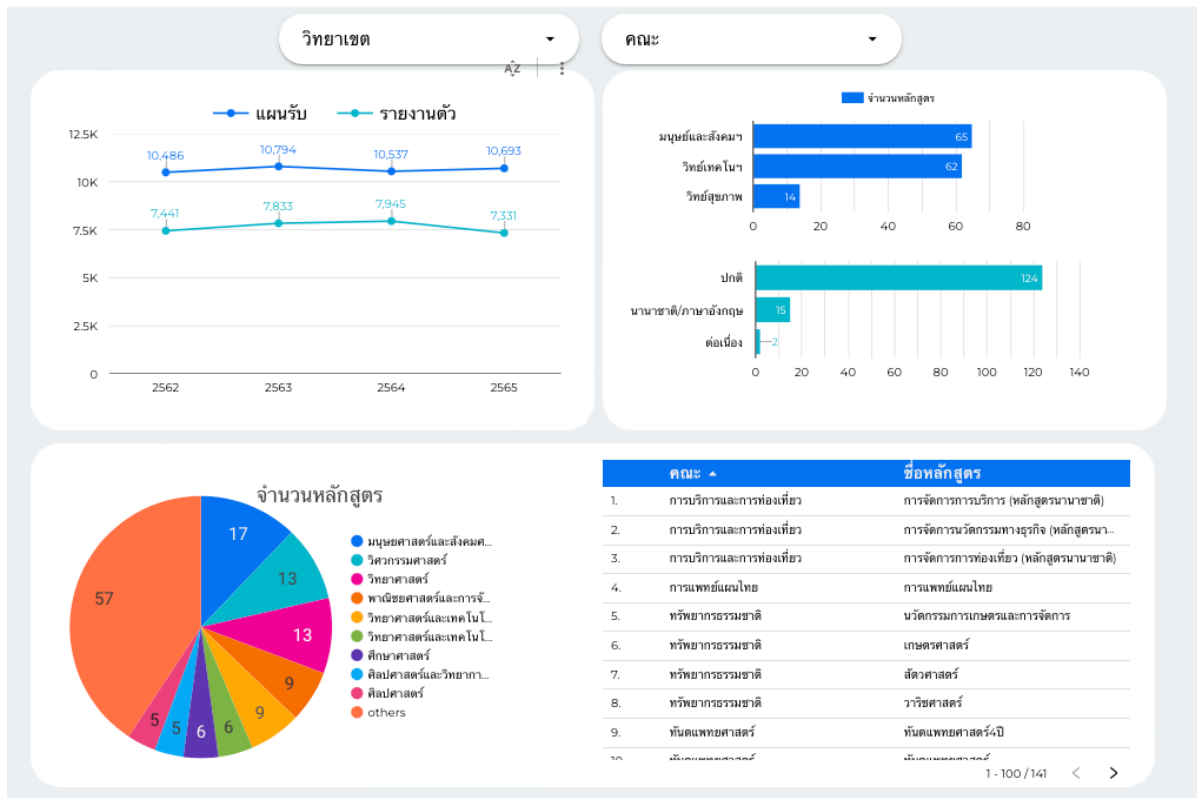 วิทยาเขต
คณะ
AZ
แผนรับ
รายงานตัว
12.5K
10K
7.5K
5K
2.5K
0
10,486
10,794
10,537
10,693
7,441
7,833
7,945
7,331
2562
2563
2564
2565
จำนวนหลักสูตร
มนุษย์และสังคมฯ
65
วิทย์เทคโนฯ
62
วิทย์สุขภาพ
14
0 20 40 60 80
ปกติ
124
นานาชาติ/ภาษาอังกฤษ
15
ต่อเนื่อง
2
0 20 40 60 80 100 120 140
จำนวนหลักสูตร
17
13
13
9
9
6
6
5
5
57
มนุษยศาสตร์และสังคมศ...
วิศวกรรมศาสตร์
วิทยาศาสตร์
พาณิชยศาสตร์และการจั...
วิทยาศาสตร์และเทคโนโ...
วิทยาศาสตร์และเทคโนโ...
ศึกษาศาสตร์
ศิลปศาสตร์และวิทยากา...
ศิลปศาสตร์
others
คณะ ชื่อหลักสูตร
1. การบริการและการท่องเที่ยว การจัดการการบริการ (หลักสูตรนานาชาติ)
2. การบริการและการท่องเที่ยว การจัดการนวัตกรรมทางธุรกิจ (หลักสูตรนา...
3. การบริการและการท่องเที่ยว การจัดการการท่องเที่ยว (หลักสูตรนานาชาติ)
4. การแพทย์แผนไทย การแพทย์แผนไทย
5. ทรัพยากรธรรมชาติ นวัตกรรมการเกษตรและการจัดการ
6. ทรัพยากรธรรมชาติ เกษตรศาสตร์
7. ทรัพยากรธรรมชาติ สัตวศาสตร์
8. ทรัพยากรธรรมชาติ วาริชศาสตร์
9. ทันตแพทยศาสตร์ ทันตแพทยศาสตร์4ปี
1 - 100 / 141